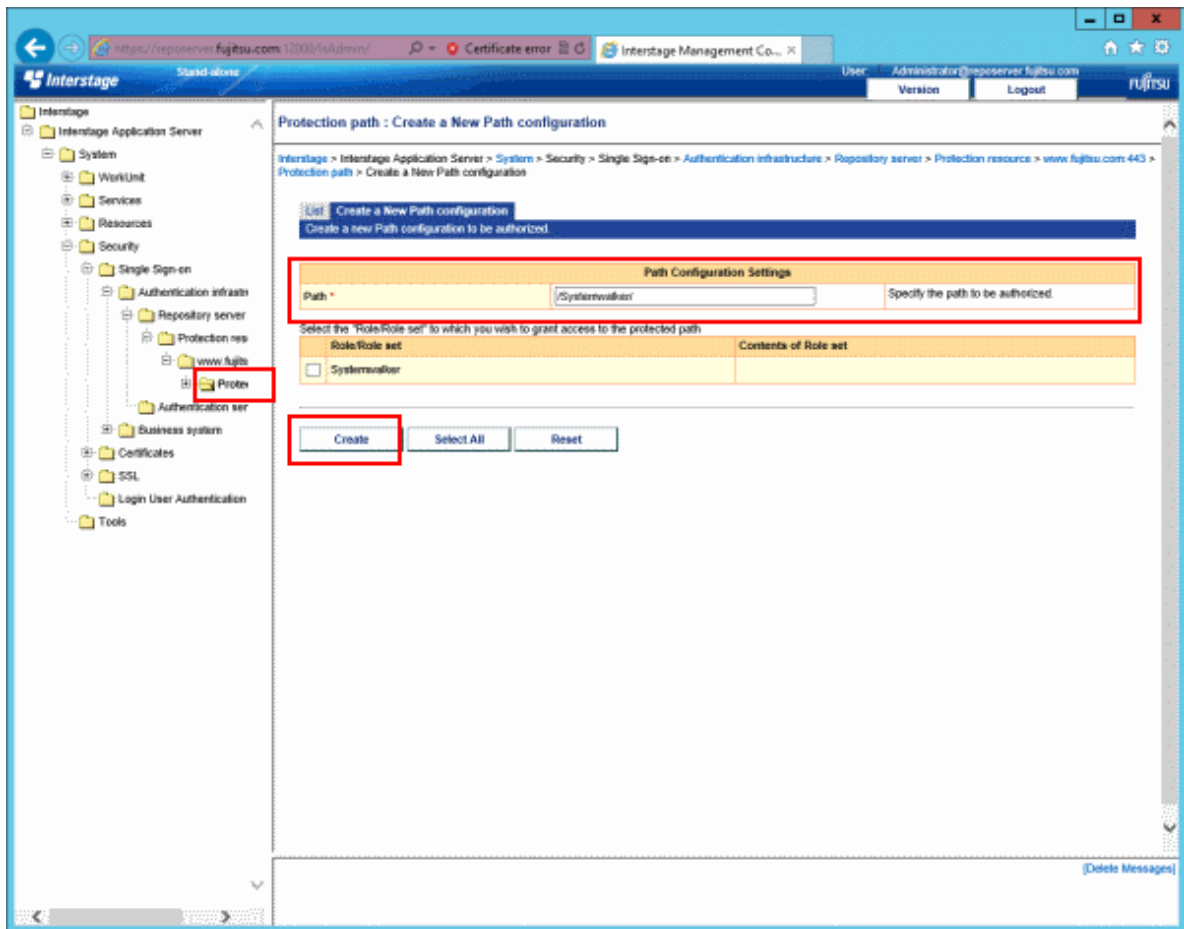 https://reposerver.fujitsu.com:12000/IsAdmin/
Certificate error
Interstage Management Co...
Interstage
Stand-alone
User: Administrator@reposerver.fujitsu.com
Version
Logout
FUJITSU
Interstage
Interstage Application Server
System
WorkUnit
Services
Resources
Security
Single Sign-on
Authentication infrastr
Repository server
Protection res
www.fujits
Protec
Authentication ser
Business system
Certificates
SSL
Login User Authentication
Tools
Protection path : Create a New Path configuration
Interstage > Interstage Application Server > System > Security > Single Sign-on > Authentication infrastructure > Repository server > Protection resource > www.fujitsu.com:443 >
Protection path > Create a New Path configuration
List
Create a New Path configuration
Create a new Path configuration to be authorized.
Path Configuration Settings
Path *
/Systemwalker/
Specify the path to be authorized.
Select the "Role/Role set" to which you wish to grant access to the protected path
Role/Role set
Contents of Role set
Systemwalker
Create
Select All
Reset
[Delete Messages]